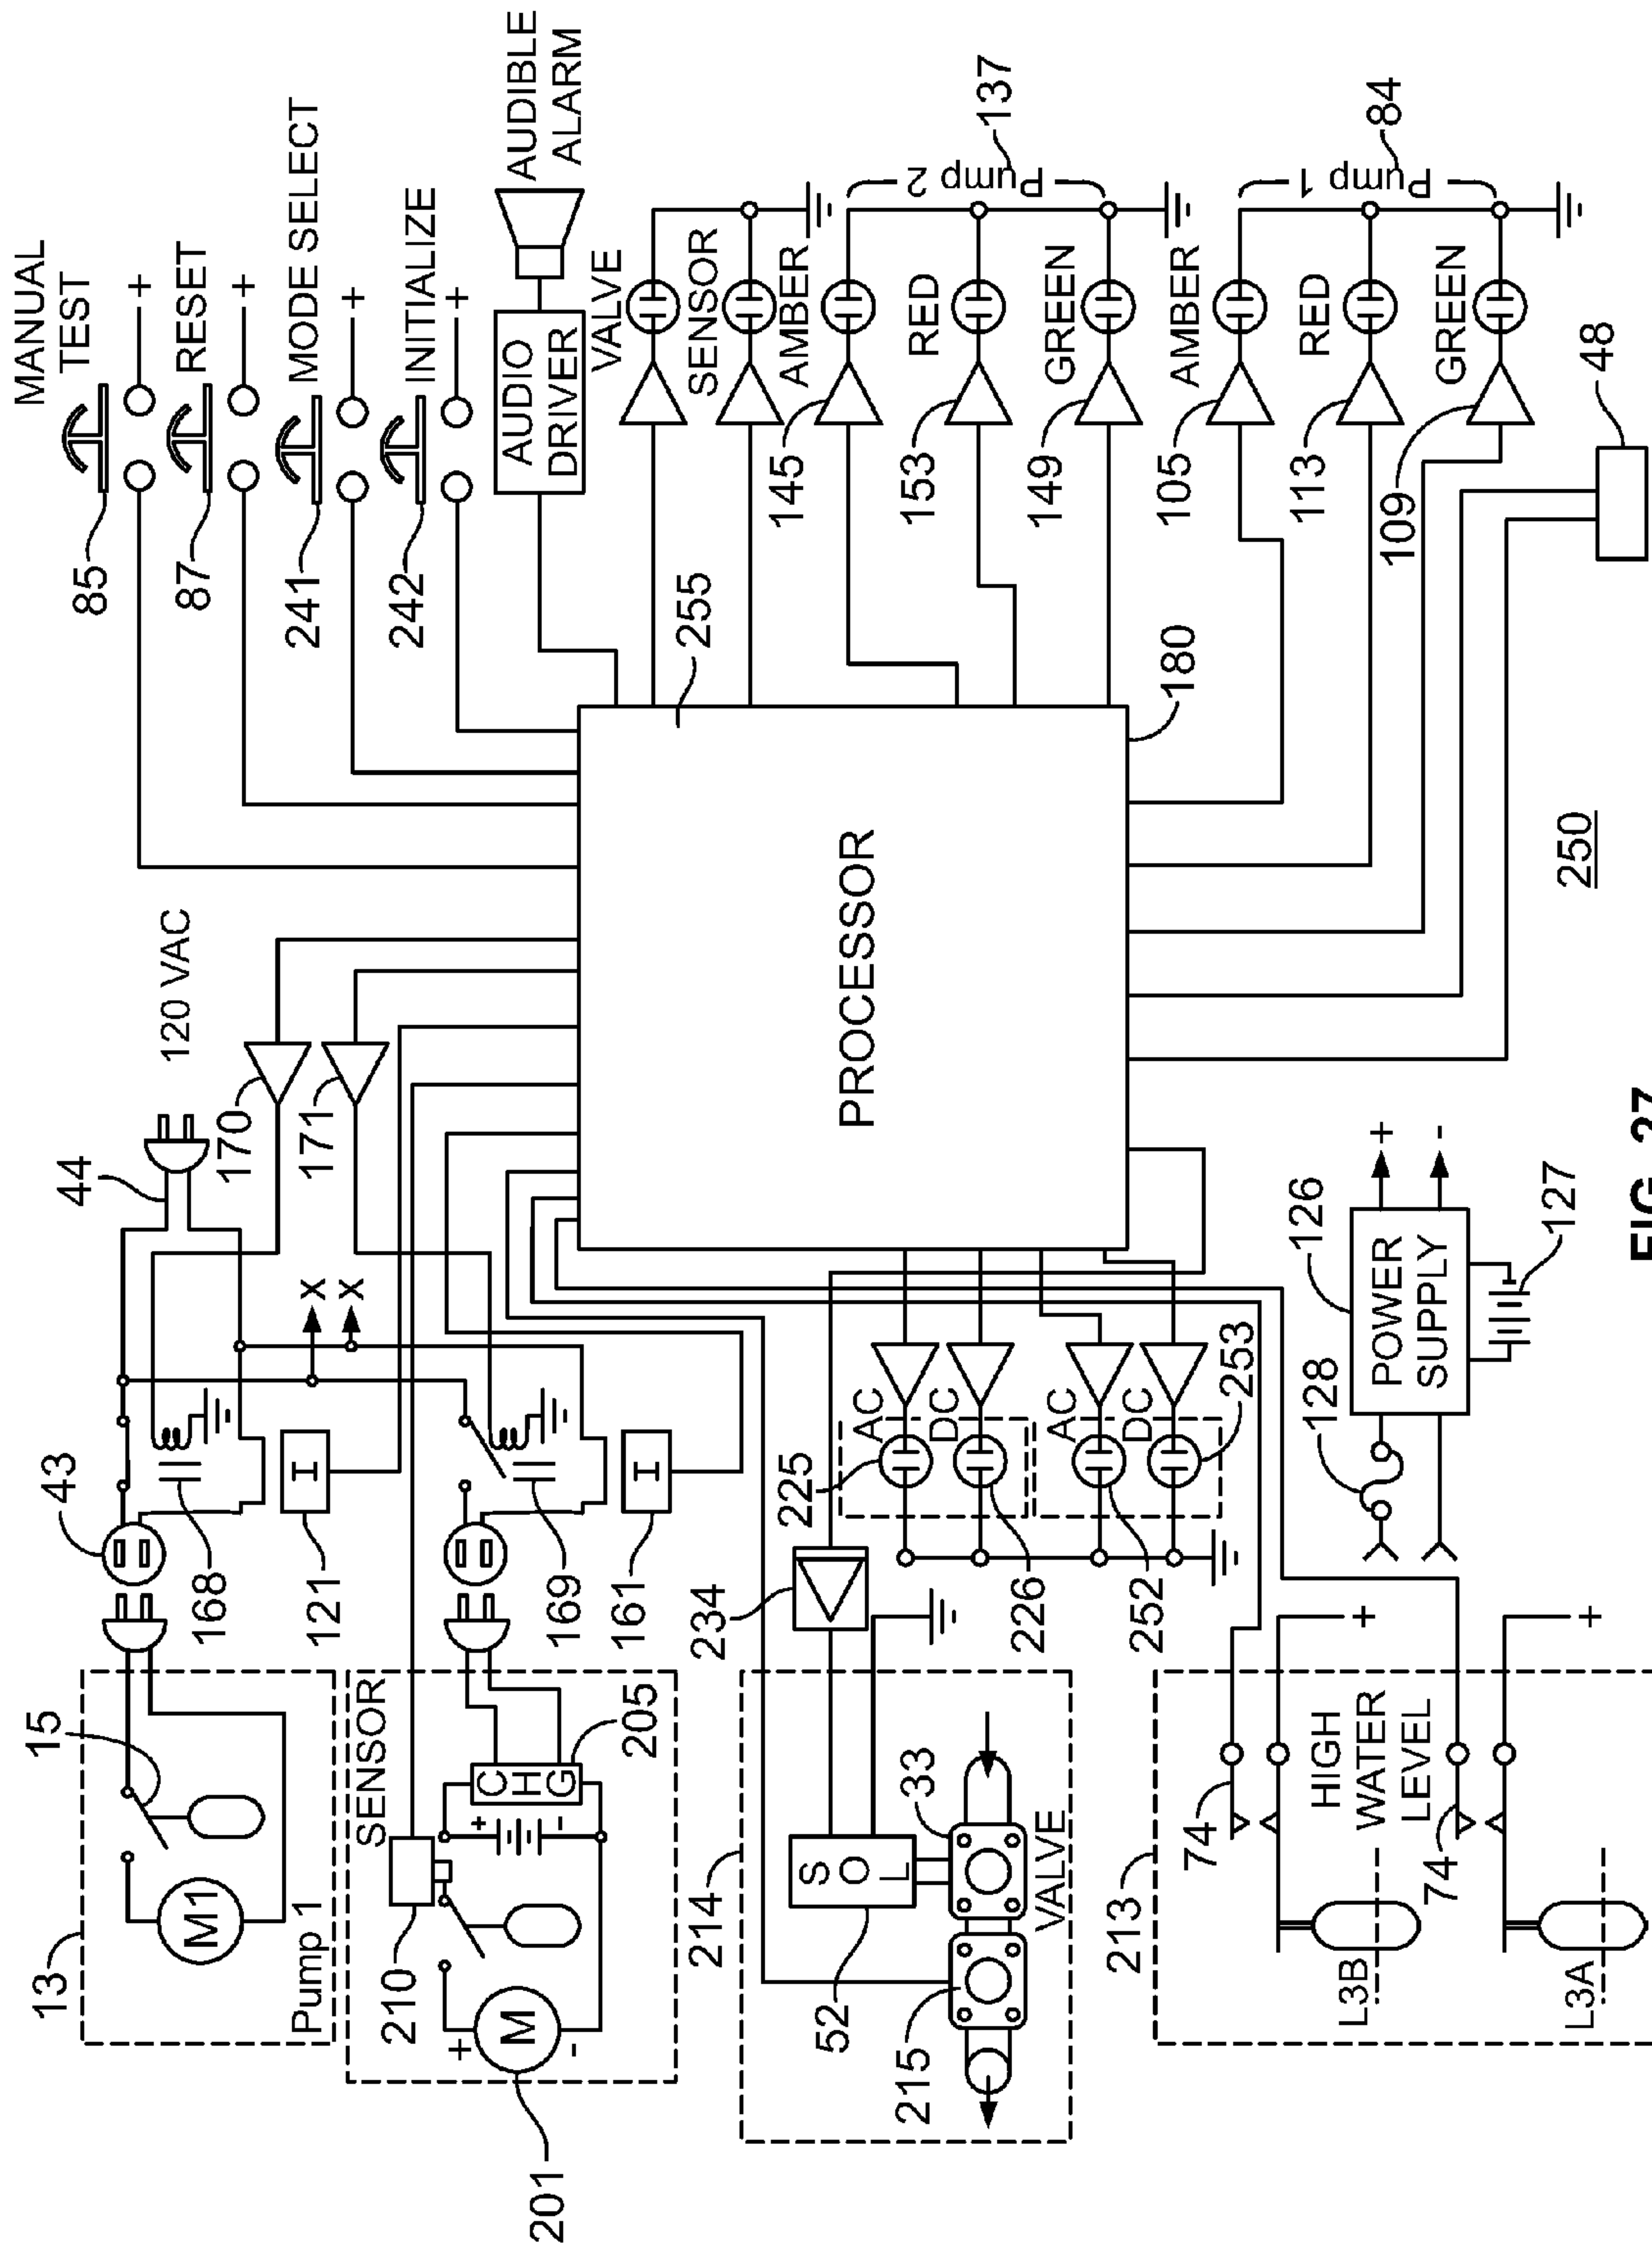 MANUAL
TEST
85
+
RESET
87
+
MODE SELECT
241
+
INITIALIZE
242
+
AUDIBLE
ALARM
AUDIO
DRIVER
VALVE
SENSOR
AMBER
145
RED
153
GREEN
149
Pump 2
137
AMBER
105
RED
113
GREEN
109
Pump 1
84
48
255
180
PROCESSOR
250
120 VAC
44
170
171
X
X
43
168
121
I
169
161
I
15
13
M1
Pump 1
SENSOR
210
C
H
G
205
+
-
+
M
-
201
234
214
S
O
L
52
33
215
VALVE
225
AC
DC
226
AC
DC
252
253
213
74
HIGH
WATER
LEVEL
74
+
+
L3B
L3A
128
126
POWER
SUPPLY
+
-
127
FIG. 37